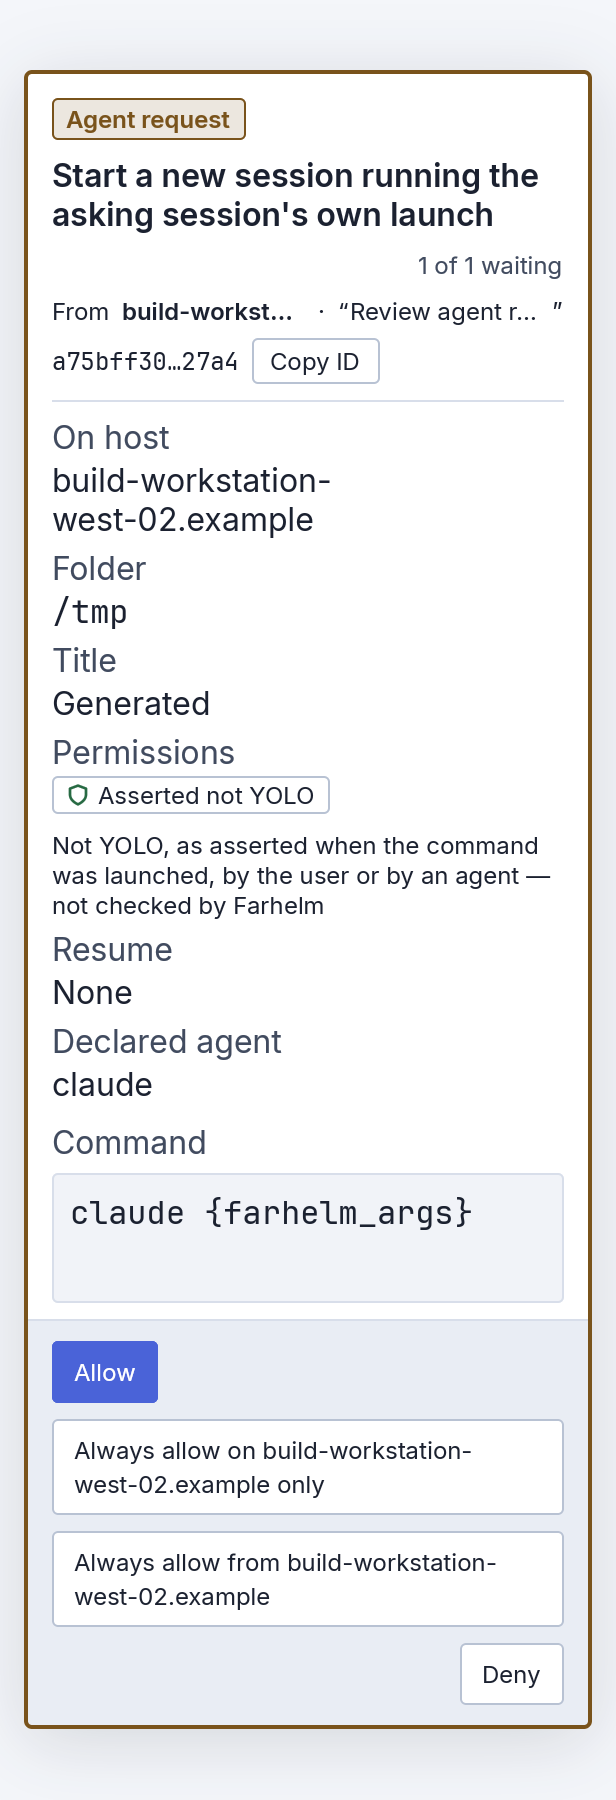 Agent request
Start a new session running the
asking session's own launch
1 of 1 waiting
From build-workst… · “Review agent r… ”
a75bff30…27a4 Copy ID
On host
build-workstation-
west-02.example
Folder
/tmp
Title
Generated
Permissions
Asserted not YOLO
Not YOLO, as asserted when the command
was launched, by the user or by an agent —
not checked by Farhelm
Resume
None
Declared agent
claude
Command
claude {farhelm_args}
Allow
Always allow on build-workstation-
west-02.example only
Always allow from build-workstation-
west-02.example
Deny